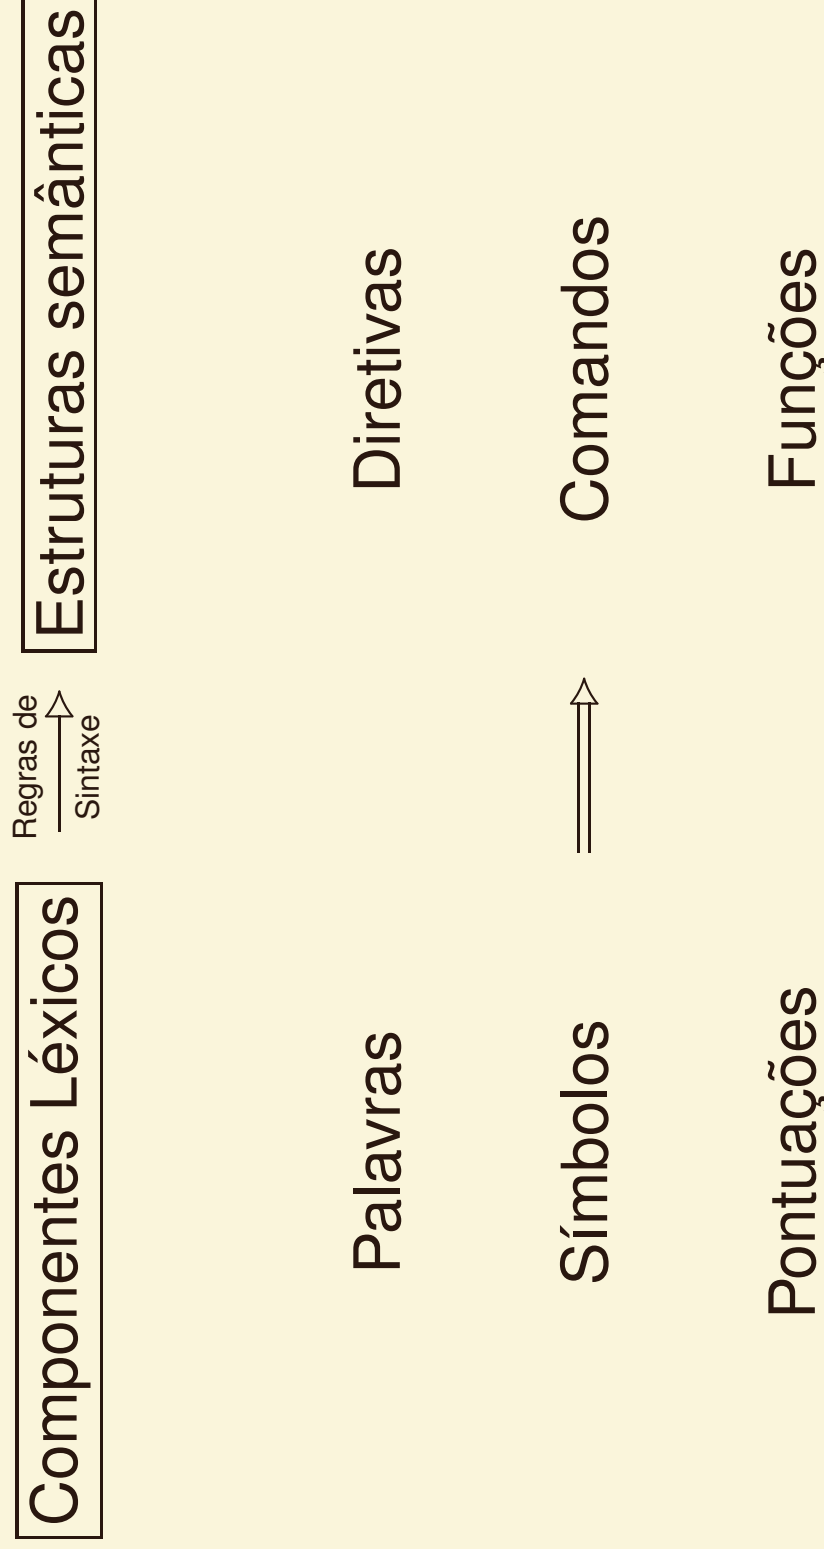 Componentes Léxicos
Regras de
Sintaxe
Estruturas semânticas
Palavras
Diretivas
Símbolos
Comandos
Pontuações
Funções